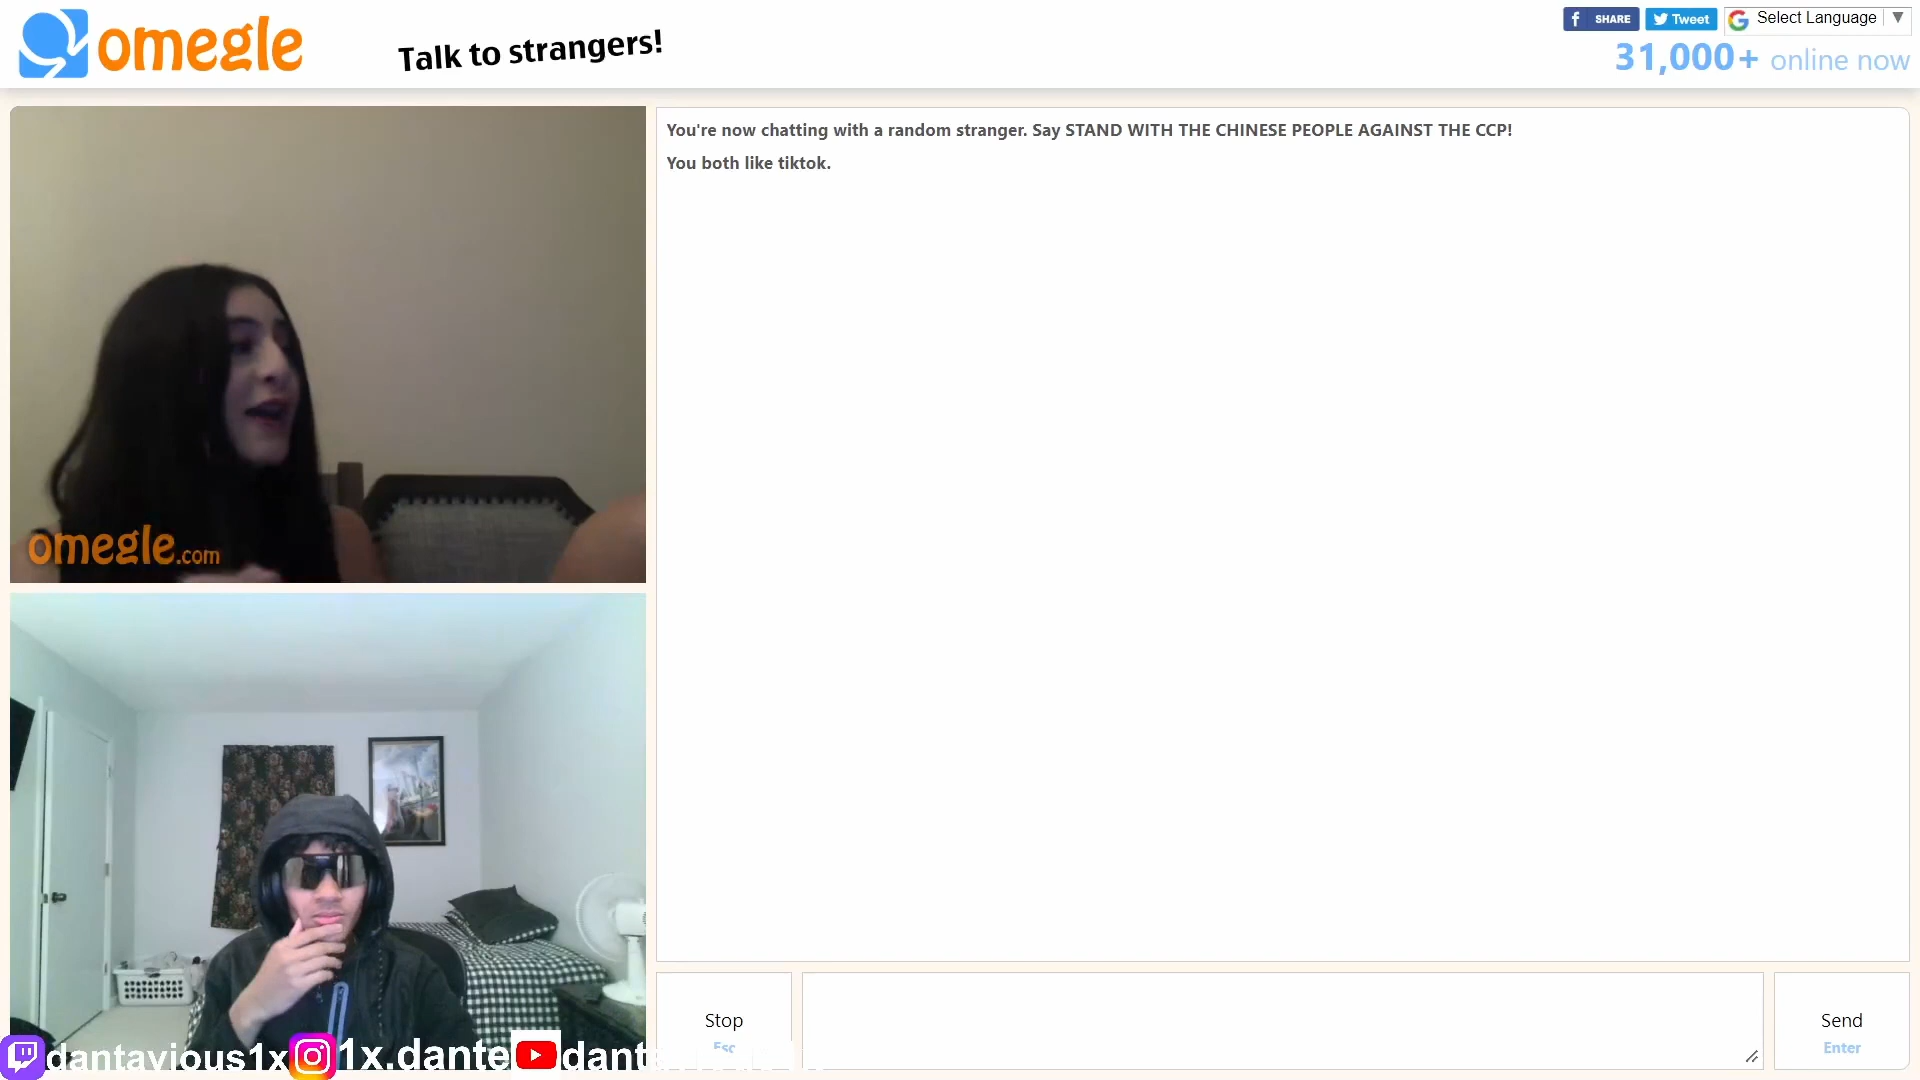 omegle
Talk to strangers!
SHARE
Tweet
Select Language
31,000+ online now
You're now chatting with a random stranger. Say STAND WITH THE CHINESE PEOPLE AGAINST THE CCP!
You both like tiktok.
omegle.com
Stop
Esc
Send
Enter
dantavious1x
1x.dante